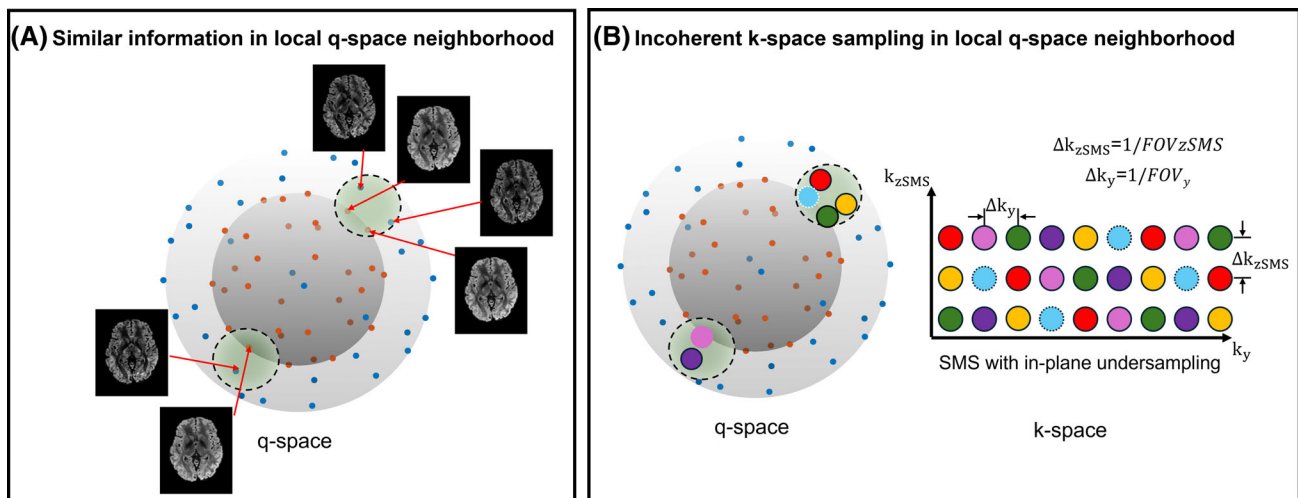 (A) Similar information in local q-space neighborhood
q-space
(B) Incoherent k-space sampling in local q-space neighborhood
q-space
Δk_zSMS=1/FOVzSMS
Δk_y=1/FOV_y
k_zSMS
Δk_y
Δk_zSMS
k_y
SMS with in-plane undersampling
k-space